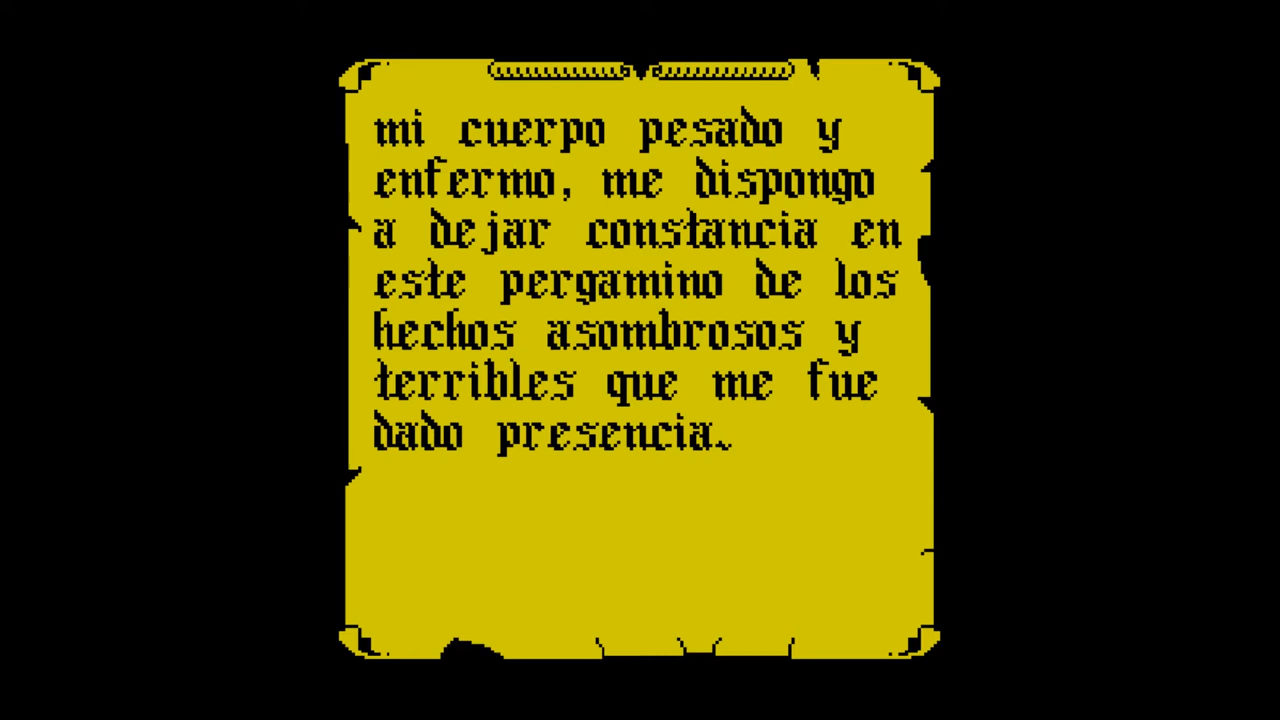 mi cuerpo pesado y
enfermo, me dispongo
a dejar constancia en
este pergamino de los
hechos asombrosos y
terribles que me fue
dado presencia.